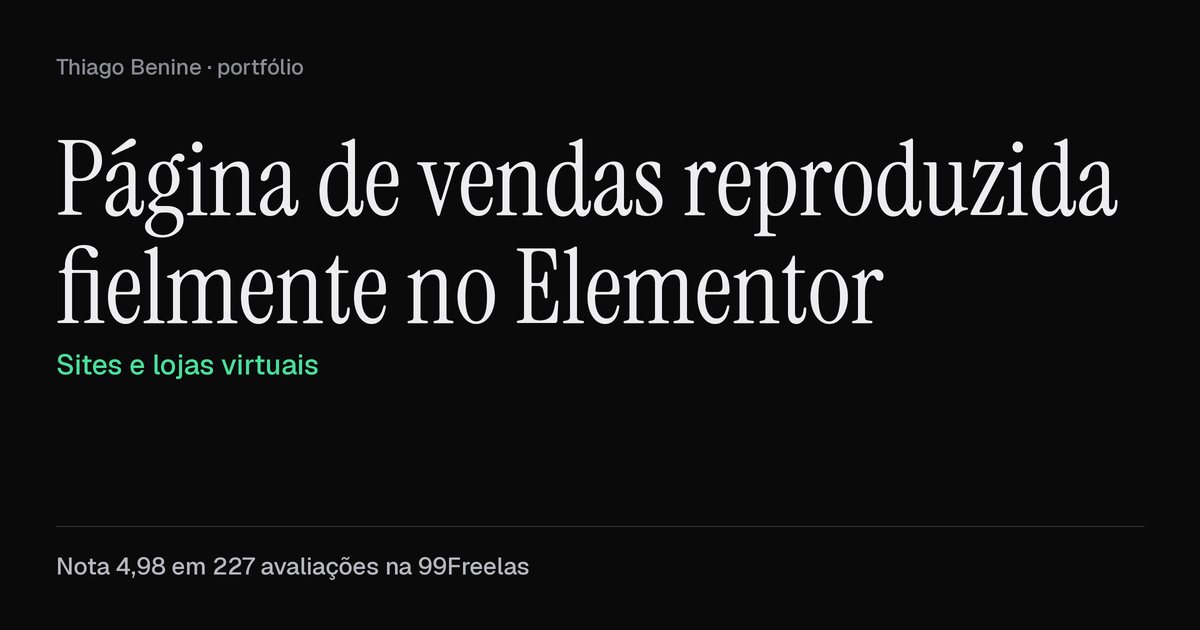 Thiago Benine · portfólio
Página de vendas reproduzida
fielmente no Elementor
Sites e lojas virtuais
Nota 4,98 em 227 avaliações na 99Freelas